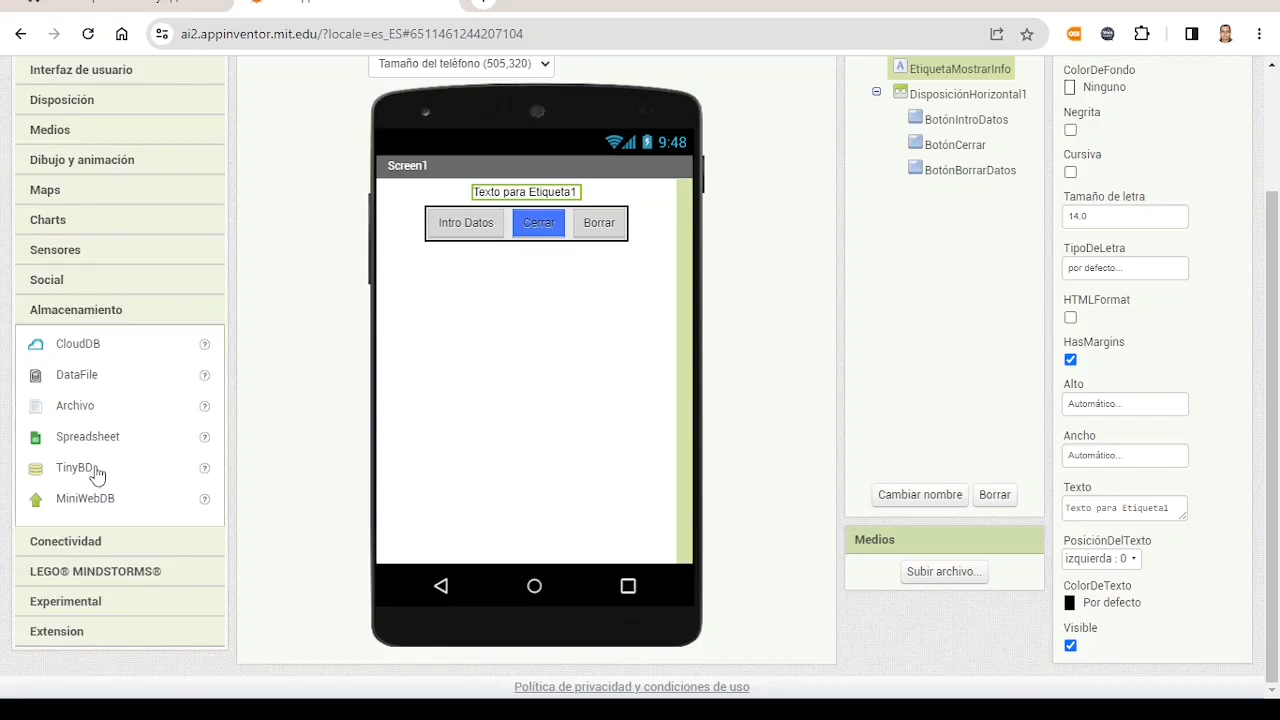 ai2.appinventor.mit.edu/?locale=es_ES#6511461244207104
Interfaz de usuario
Disposición
Medios
Dibujo y animación
Maps
Charts
Sensores
Social
Almacenamiento
CloudDB
DataFile
Archivo
Spreadsheet
TinyBD
MiniWebDB
Conectividad
LEGO® MINDSTORMS®
Experimental
Extension
Tamaño del teléfono (505,320)
9:48
Screen1
Texto para Etiqueta1
Intro Datos Cerrar Borrar
EtiquetaMostrarInfo
DisposiciónHorizontal1
BotónIntroDatos
BotónCerrar
BotónBorrarDatos
Cambiar nombre Borrar
Medios
Subir archivo...
ColorDeFondo
Ninguno
Negrita
Cursiva
Tamaño de letra
14.0
TipoDeLetra
por defecto...
HTMLFormat
HasMargins
Alto
Automático...
Ancho
Automático...
Texto
Texto para Etiqueta1
PosiciónDelTexto
izquierda : 0
ColorDeTexto
Por defecto
Visible
Política de privacidad y condiciones de uso